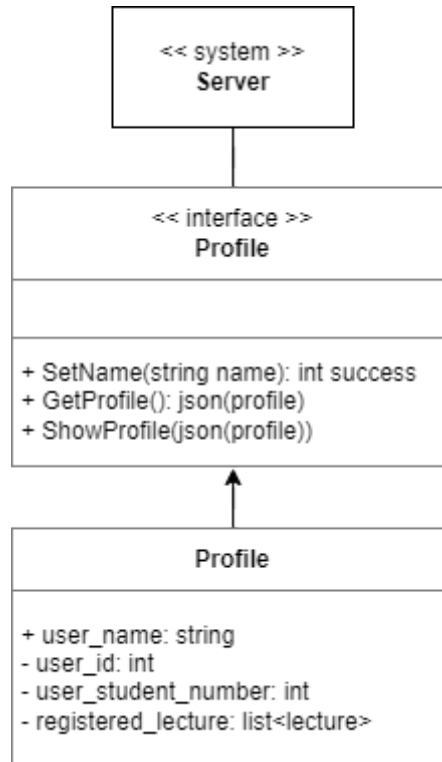 << system >>
Server
<< interface >>
Profile
+ SetName(string name): int success
+ GetProfile(): json(profile)
+ ShowProfile(json(profile))
Profile
+ user_name: string
- user_id: int
- user_student_number: int
- registered_lecture: list<lecture>